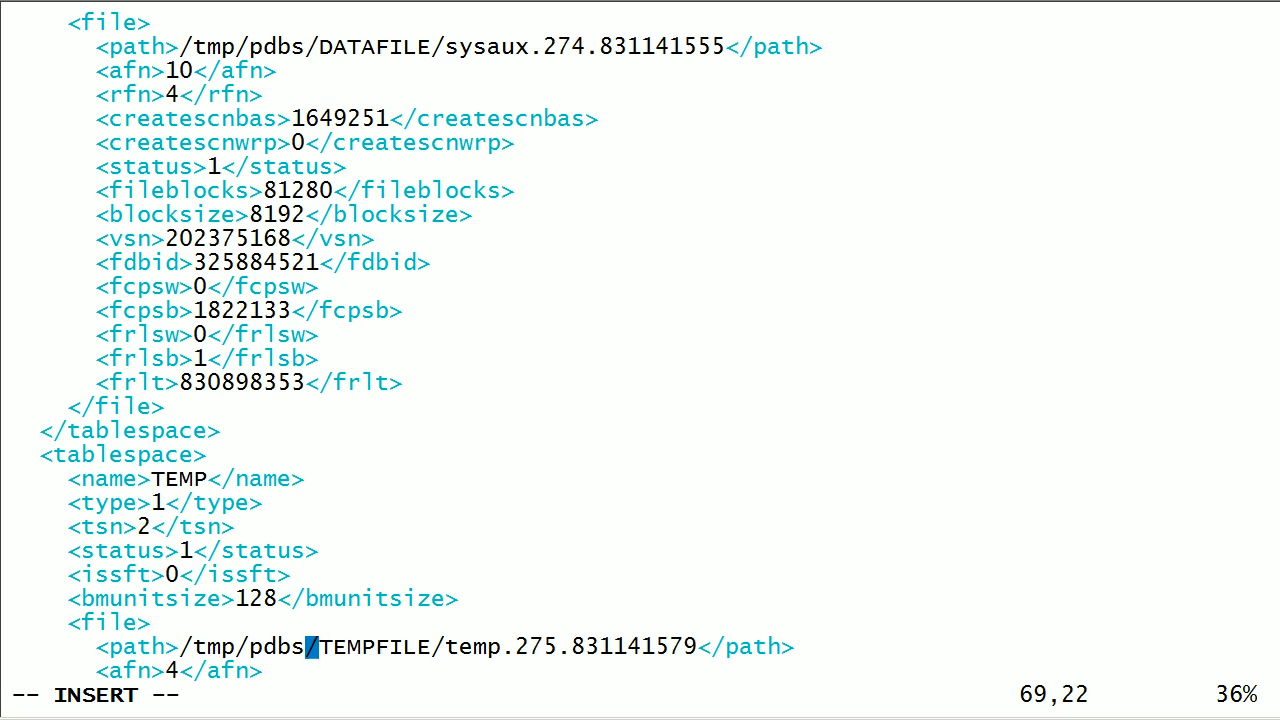 <file>
<path>/tmp/pdbs/DATAFILE/sysaux.274.831141555</path>
<afn>10</afn>
<rfn>4</rfn>
<createscnbas>1649251</createscnbas>
<createscnwrp>0</createscnwrp>
<status>1</status>
<fileblocks>81280</fileblocks>
<blocksize>8192</blocksize>
<vsn>202375168</vsn>
<fdbid>325884521</fdbid>
<fcpsw>0</fcpsw>
<fcpsb>1822133</fcpsb>
<frlsw>0</frlsw>
<frlsb>1</frlsb>
<frlt>830898353</frlt>
</file>
</tablespace>
<tablespace>
<name>TEMP</name>
<type>1</type>
<tsn>2</tsn>
<status>1</status>
<issft>0</issft>
<bmunitsize>128</bmunitsize>
<file>
<path>/tmp/pdbs/TEMPFILE/temp.275.831141579</path>
<afn>4</afn>
-- INSERT -- 69,22 36%